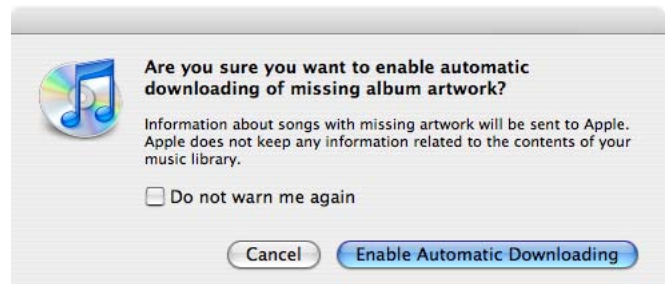 Are you sure you want to enable automatic
downloading of missing album artwork?
Information about songs with missing artwork will be sent to Apple.
Apple does not keep any information related to the contents of your
music library.
Do not warn me again
Cancel
Enable Automatic Downloading